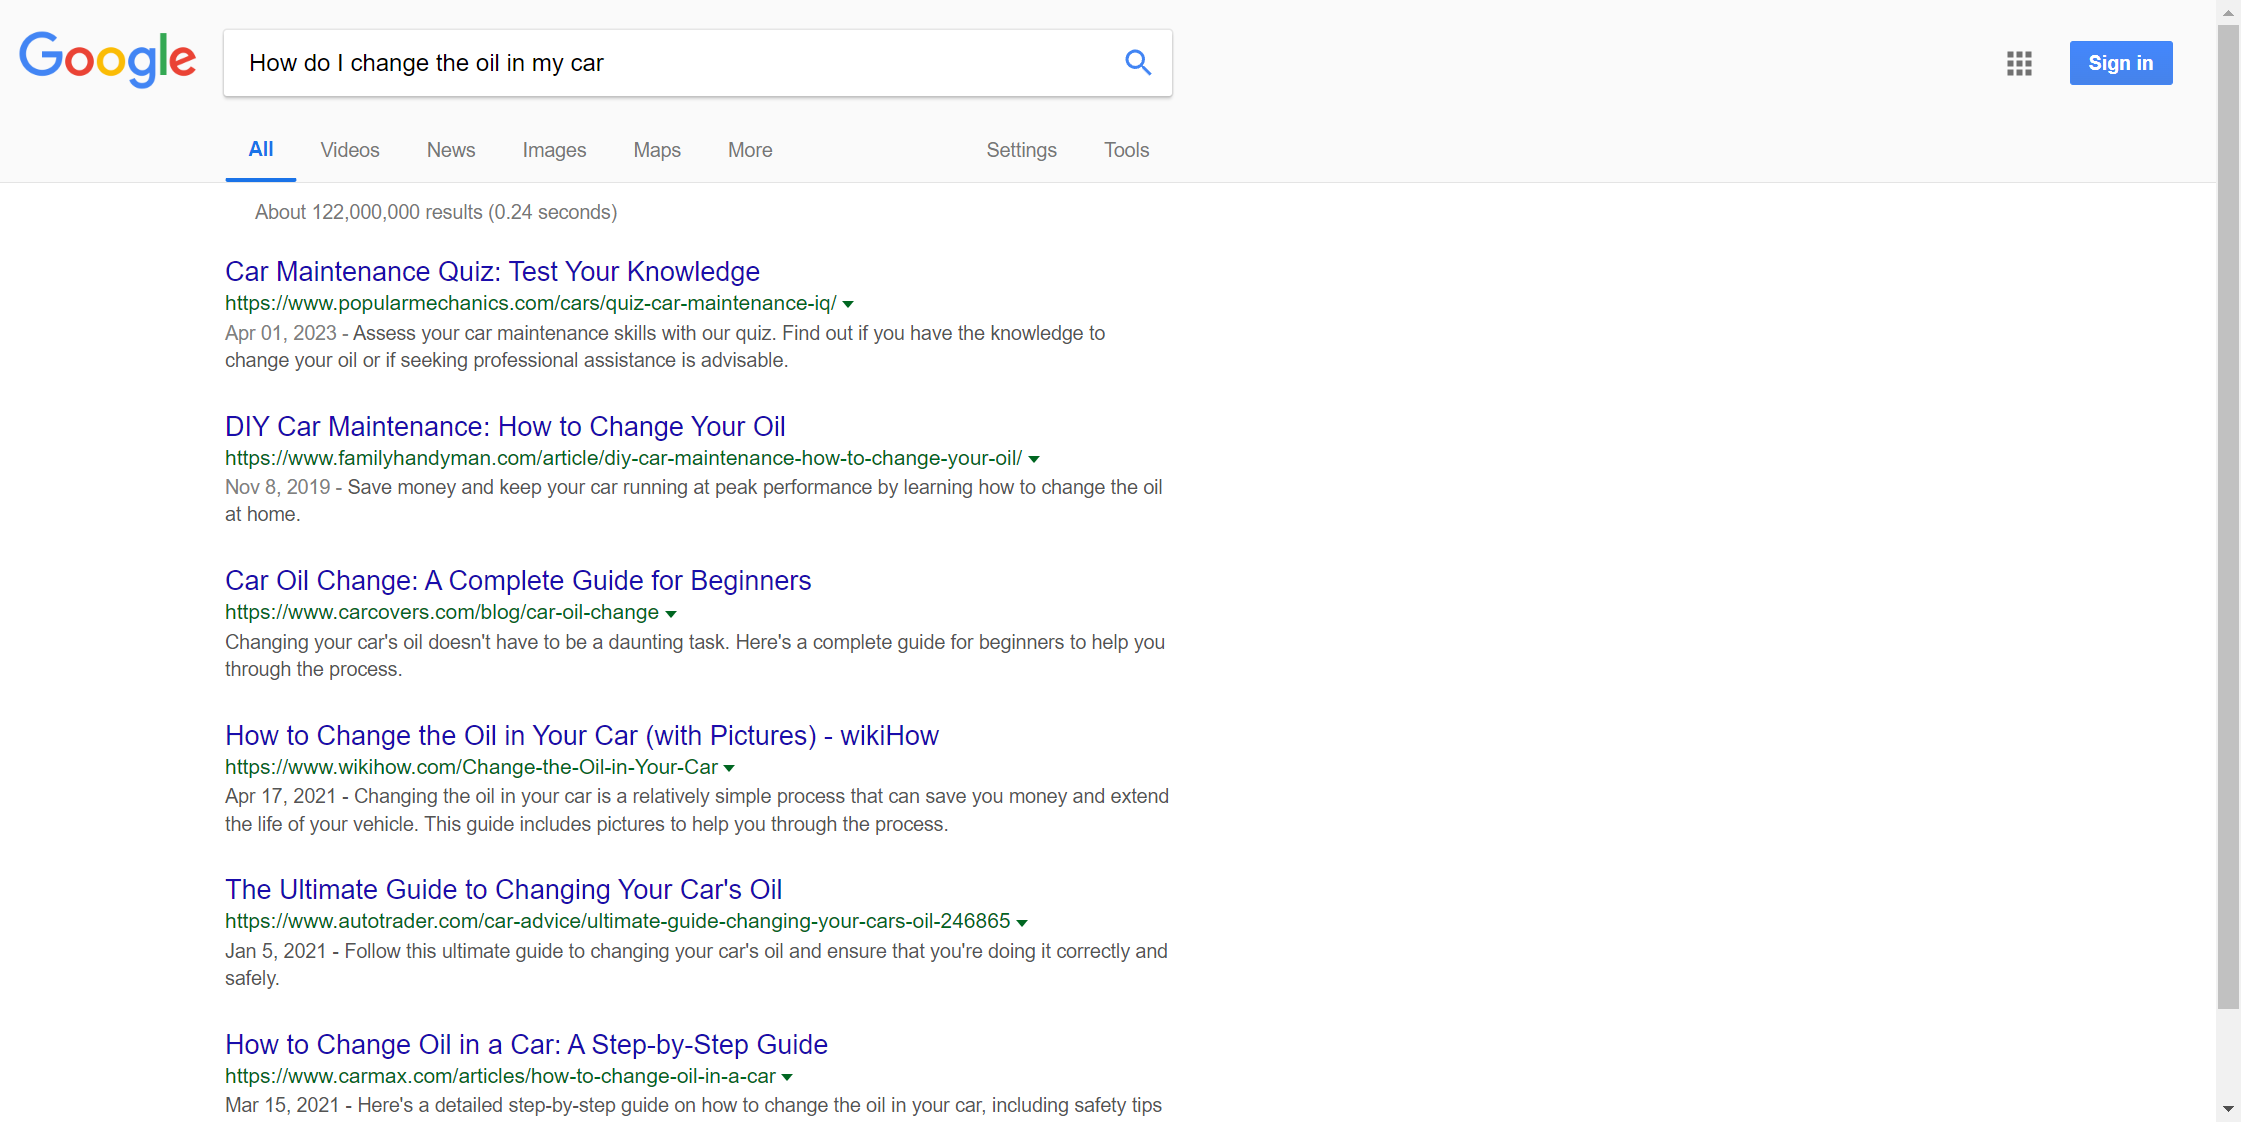 Google
How do I change the oil in my car
Sign in
All Videos News Images Maps More Settings Tools
About 122,000,000 results (0.24 seconds)
Car Maintenance Quiz: Test Your Knowledge
https://www.popularmechanics.com/cars/quiz-car-maintenance-iq/
Apr 01, 2023 - Assess your car maintenance skills with our quiz. Find out if you have the knowledge to
change your oil or if seeking professional assistance is advisable.
DIY Car Maintenance: How to Change Your Oil
https://www.familyhandyman.com/article/diy-car-maintenance-how-to-change-your-oil/
Nov 8, 2019 - Save money and keep your car running at peak performance by learning how to change the oil
at home.
Car Oil Change: A Complete Guide for Beginners
https://www.carcovers.com/blog/car-oil-change
Changing your car's oil doesn't have to be a daunting task. Here's a complete guide for beginners to help you
through the process.
How to Change the Oil in Your Car (with Pictures) - wikiHow
https://www.wikihow.com/Change-the-Oil-in-Your-Car
Apr 17, 2021 - Changing the oil in your car is a relatively simple process that can save you money and extend
the life of your vehicle. This guide includes pictures to help you through the process.
The Ultimate Guide to Changing Your Car's Oil
https://www.autotrader.com/car-advice/ultimate-guide-changing-your-cars-oil-246865
Jan 5, 2021 - Follow this ultimate guide to changing your car's oil and ensure that you're doing it correctly and
safely.
How to Change Oil in a Car: A Step-by-Step Guide
https://www.carmax.com/articles/how-to-change-oil-in-a-car
Mar 15, 2021 - Here's a detailed step-by-step guide on how to change the oil in your car, including safety tips